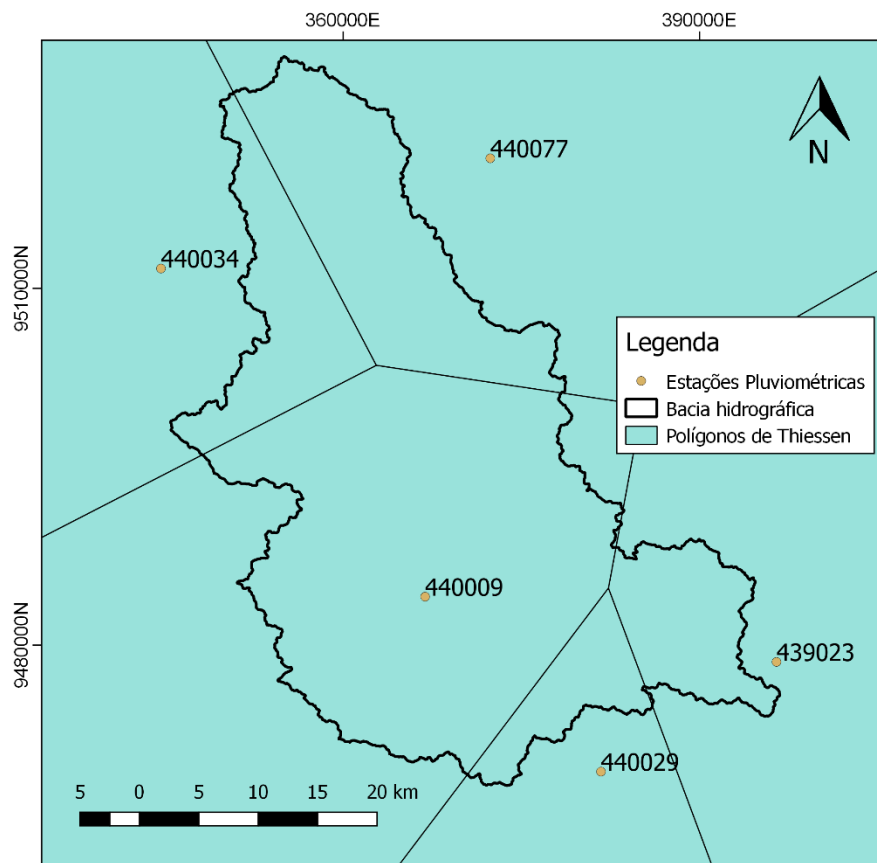 360000E 390000E
440077
N
440034
9510000N
Legenda
Estações Pluviométricas
Bacia hidrográfica
Polígonos de Thiessen
440009
9480000N
439023
440029
5 0 5 10 15 20 km